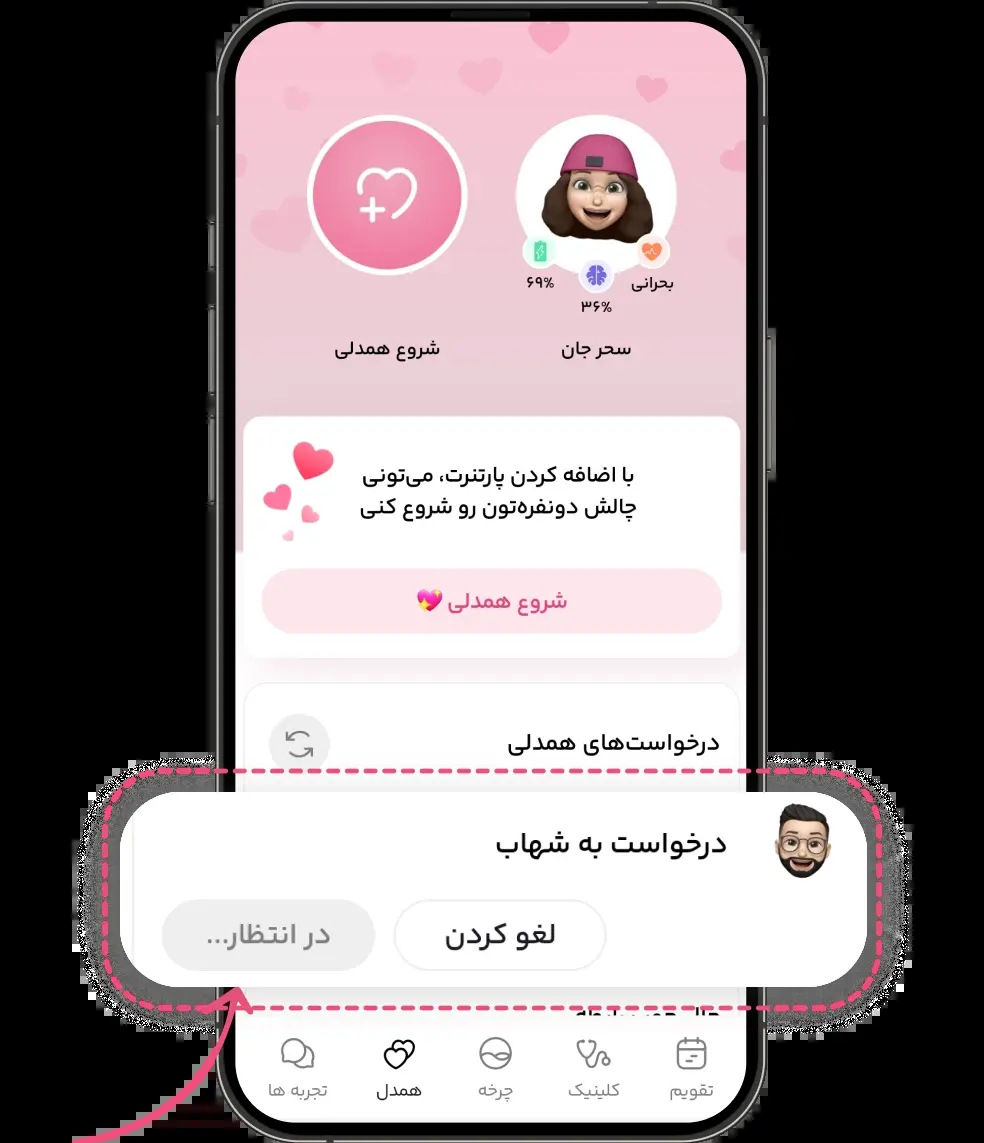 بحرانی
۳۶%
۶۹%
سحر جان
شروع همدلی
با اضافه کردن پارتنرت، می‌تونی
چالش دونفره‌تون رو شروع کنی
شروع همدلی
درخواست‌های همدلی
درخواست به شهاب
لغو کردن
در انتظار...
تقویم
کلینیک
چرخه
همدل
تجربه ها